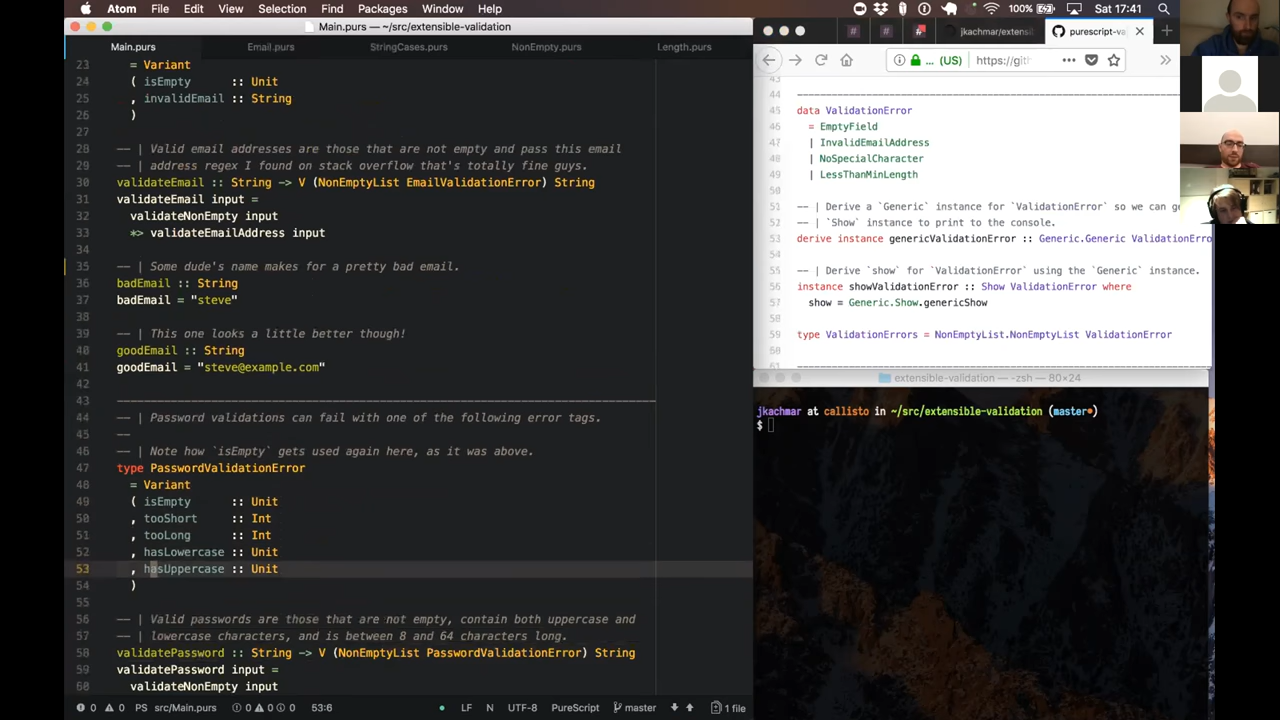 Atom File Edit View Selection Find Packages Window Help
100% Sat 17:41
Main.purs — ~/src/extensible-validation
Main.purs Email.purs StringCases.purs NonEmpty.purs Length.purs
23 = Variant
24 ( isEmpty :: Unit
25 , invalidEmail :: String
26 )
27
28 -- | Valid email addresses are those that are not empty and pass this email
29 -- | address regex I found on stack overflow that's totally fine guys.
30 validateEmail :: String -> V (NonEmptyList EmailValidationError) String
31 validateEmail input =
32 validateNonEmpty input
33 *> validateEmailAddress input
34
35 -- | Some dude's name makes for a pretty bad email.
36 badEmail :: String
37 badEmail = "steve"
38
39 -- | This one looks a little better though!
40 goodEmail :: String
41 goodEmail = "steve@example.com"
42
43 --------------------------------------------------------------------------------
44 -- | Password validations can fail with one of the following error tags.
45 --
46 -- | Note how `isEmpty` gets used again here, as it was above.
47 type PasswordValidationError
48 = Variant
49 ( isEmpty :: Unit
50 , tooShort :: Int
51 , tooLong :: Int
52 , hasLowercase :: Unit
53 , hasUppercase :: Unit
54 )
55
56 -- | Valid passwords are those that are not empty, contain both uppercase and
57 -- | lowercase characters, and is between 8 and 64 characters long.
58 validatePassword :: String -> V (NonEmptyList PasswordValidationError) String
59 validatePassword input =
60 validateNonEmpty input
0 0 PS src/Main.purs 0 0 0 53:6 LF N UTF-8 PureScript master 1 file
jkachmar/extensi purescript-va
... (US) https://gith
43
44 --------------------------------------------------------------------------------
45 data ValidationError
46 = EmptyField
47 | InvalidEmailAddress
48 | NoSpecialCharacter
49 | LessThanMinLength
50
51 -- | Derive a `Generic` instance for `ValidationError` so we can ge
52 -- | `Show` instance to print to the console.
53 derive instance genericValidationError :: Generic.Generic ValidationErro
54
55 -- | Derive `show` for `ValidationError` using the `Generic` instance.
56 instance showValidationError :: Show ValidationError where
57 show = Generic.Show.genericShow
58
59 type ValidationErrors = NonEmptyList.NonEmptyList ValidationError
60
61 --------------------------------------------------------------------------------
extensible-validation — -zsh — 80×24
jkachmar at callisto in ~/src/extensible-validation (master•)
$